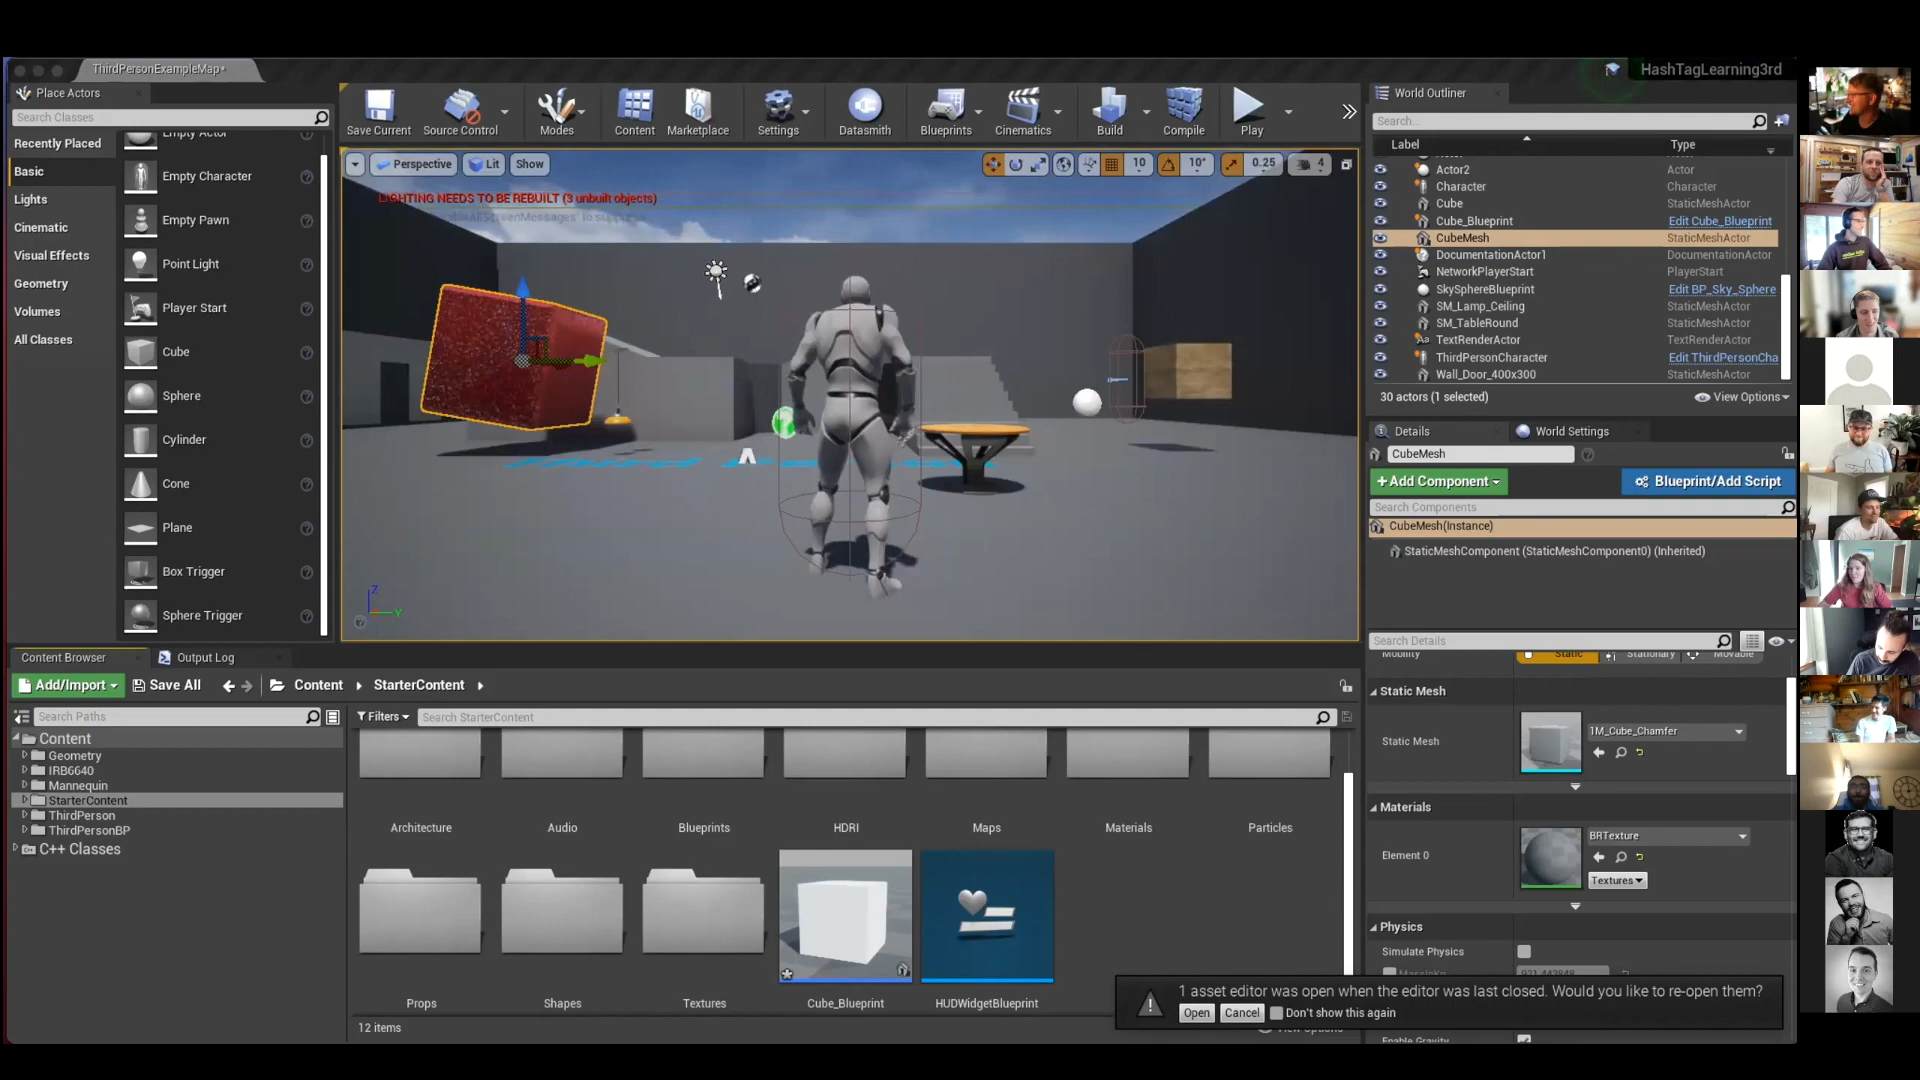 ThirdPersonExampleMap•
HashTagLearning3rd
Place Actors
Search Classes
Recently Placed
Basic
Lights
Cinematic
Visual Effects
Geometry
Volumes
All Classes
Empty Actor
Empty Character
Empty Pawn
Point Light
Player Start
Cube
Sphere
Cylinder
Cone
Plane
Box Trigger
Sphere Trigger
Save Current
Source Control
Modes
Content
Marketplace
Settings
Datasmith
Blueprints
Cinematics
Build
Compile
Play
Perspective
Lit
Show
10
10°
0.25
4
LIGHTING NEEDS TO BE REBUILT (3 unbuilt objects)
Z
Y
World Outliner
Search...
Label Type
Actor2 Actor
Character Character
Cube StaticMeshActor
Cube_Blueprint Edit Cube_Blueprint
CubeMesh StaticMeshActor
DocumentationActor1 DocumentationActor
NetworkPlayerStart PlayerStart
SkySphereBlueprint Edit BP_Sky_Sphere
SM_Lamp_Ceiling StaticMeshActor
SM_TableRound StaticMeshActor
TextRenderActor TextRenderActor
ThirdPersonCharacter Edit ThirdPersonCha
Wall_Door_400x300 StaticMeshActor
30 actors (1 selected) View Options
Details World Settings
CubeMesh
+Add Component Blueprint/Add Script
Search Components
CubeMesh(Instance)
StaticMeshComponent (StaticMeshComponent0) (Inherited)
Search Details
Mobility Static Stationary Movable
Static Mesh
Static Mesh 1M_Cube_Chamfer
Materials
Element 0 BRTexture
Textures
Physics
Simulate Physics
Enable Gravity
Content Browser Output Log
Add/Import Save All Content StarterContent
Search Paths
Content
Geometry
IRB6640
Mannequin
StarterContent
ThirdPerson
ThirdPersonBP
C++ Classes
Filters Search StarterContent
Architecture Audio Blueprints HDRI Maps Materials Particles
Props Shapes Textures Cube_Blueprint HUDWidgetBlueprint
12 items
1 asset editor was open when the editor was last closed. Would you like to re-open them?
Open Cancel Don't show this again